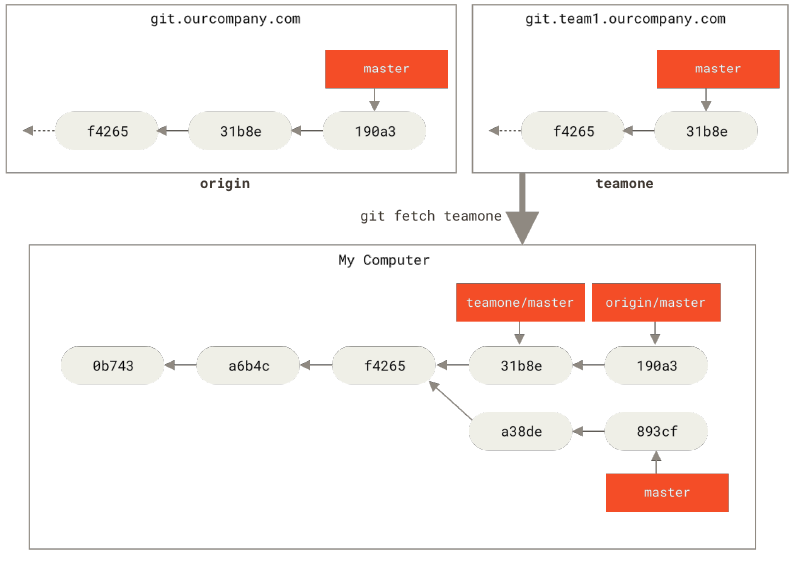 git.ourcompany.com
master
f4265
31b8e
190a3
origin
git.team1.ourcompany.com
master
f4265
31b8e
teamone
git fetch teamone
My Computer
teamone/master
origin/master
0b743
a6b4c
f4265
31b8e
190a3
a38de
893cf
master